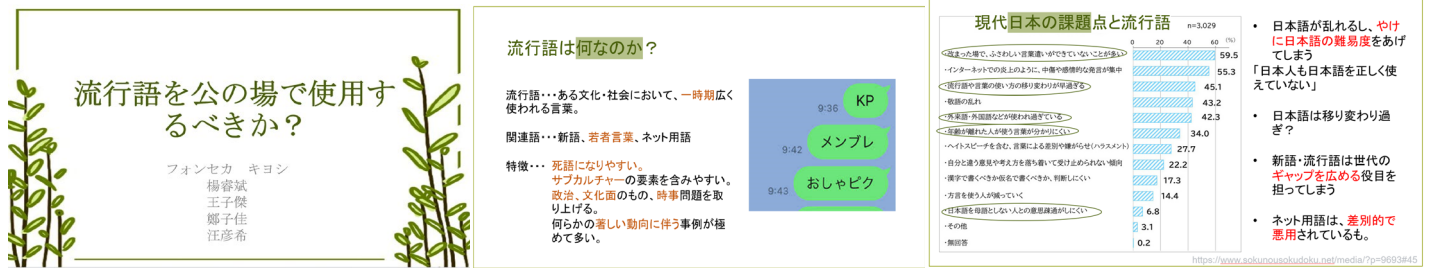 流行語を公の場で使用す
るべきか？
フォンセカ　キヨシ
楊睿斌
王子傑
鄭子佳
汪彦希
流行語は何なのか？
流行語・・・ある文化・社会において、一時期広く
使われる言葉。
関連語・・・新語、若者言葉、ネット用語
特徴・・・ 死語になりやすい。
サブカルチャーの要素を含みやすい。
政治、文化面のもの、時事問題を取
り上げる。
何らかの著しい動向に伴う事例が極
めて多い。
9:36 KP
9:42 メンブレ
9:43 おしゃピク
現代日本の課題点と流行語
n=3,029
0 20 40 60 (%)
・改まった場で、ふさわしい言葉遣いができていないことが多い 59.5
・インターネットでの炎上のように、中傷や感情的な発言が集中 55.3
・流行語や言葉の使い方の移り変わりが早過ぎる 45.1
・敬語の乱れ 43.2
・外来語・外国語などが使われ過ぎている 42.3
・年齢が離れた人が使う言葉が分かりにくい 34.0
・ヘイトスピーチを含む、言葉による差別や嫌がらせ(ハラスメント) 27.7
・自分と違う意見や考え方を落ち着いて受け止められない傾向 22.2
・漢字で書くべきか仮名で書くべきか、判断しにくい 17.3
・方言を使う人が減っていく 14.4
・日本語を母語としない人との意思疎通がしにくい 6.8
・その他 3.1
・無回答 0.2
• 日本語が乱れるし、やけ
に日本語の難易度をあげ
てしまう
「日本人も日本語を正しく使
えていない」
• 日本語は移り変わり過
ぎ？
• 新語・流行語は世代の
ギャップを広める役目を
担ってしまう
• ネット用語は、差別的で
悪用されているも。
https://www.sokunousokudoku.net/media/?p=9693#45